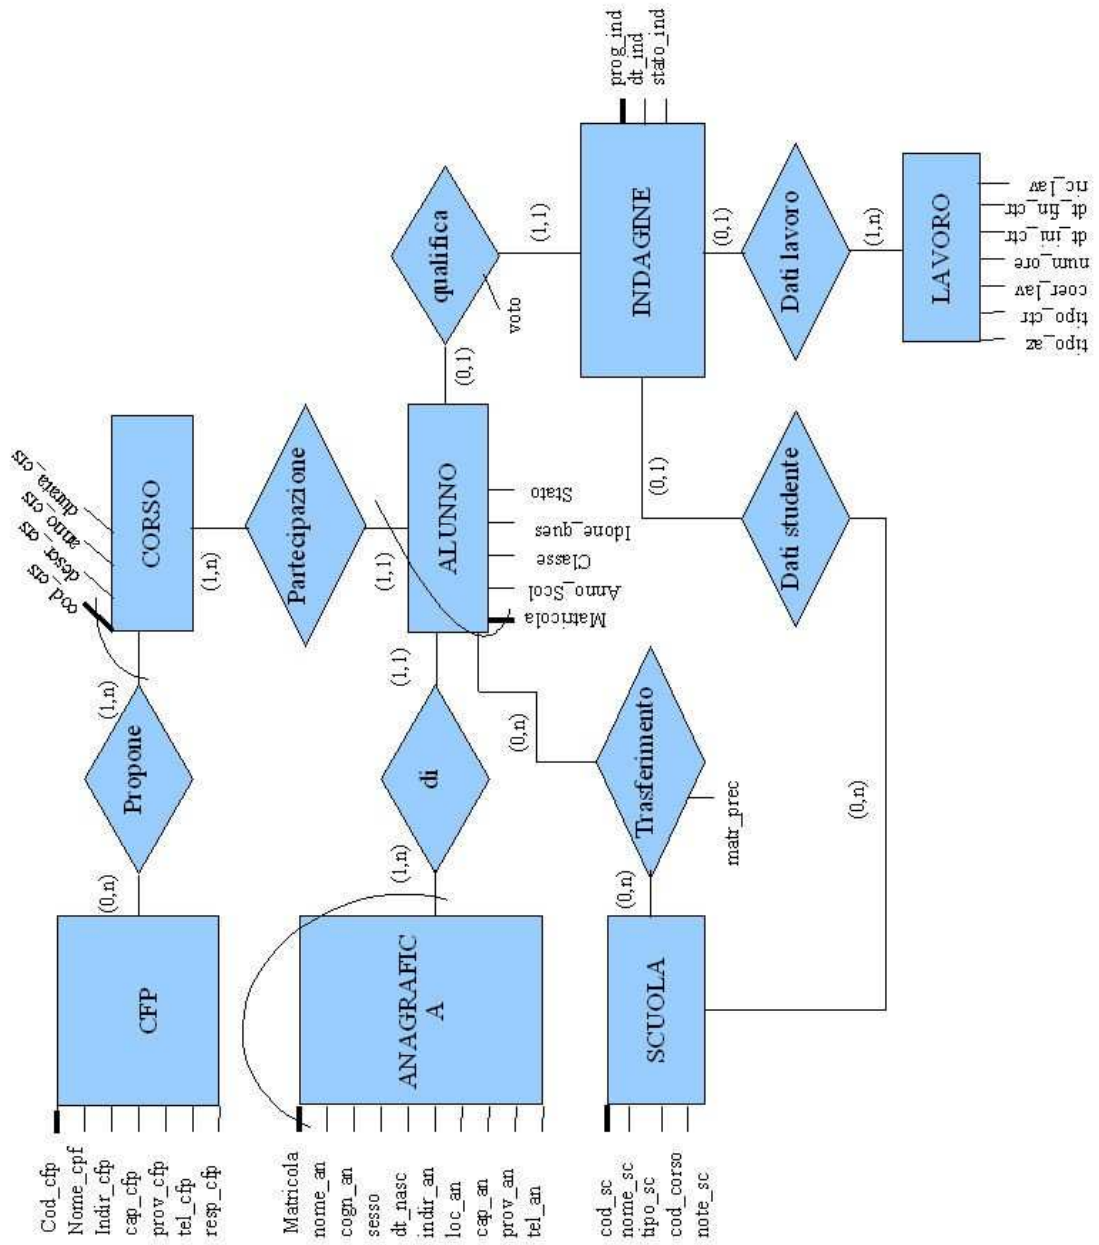 Cod_cfp
Nome_cpf
Indir_cfp
cap_cfp
prov_cfp
tel_cfp
resp_cfp
CFP
(0,n)
Propone
(1,n)
cod_crs
descr_crs
anno_crs
durata_crs
CORSO
(1,n)
Partecipazione
(1,1)
Matricola
nome_an
cogn_an
sesso
dt_nasc
indir_an
loc_an
cap_an
prov_an
tel_an
ANAGRAFIC
A
(1,n)
di
(1,1)
ALUNNO
Matricola
Anno_Scol
Classe
Idone_ques
Stato
(0,1)
qualifica
voto
(1,1)
cod_sc
nome_sc
tipo_sc
cod_corso
note_sc
SCUOLA
(0,n)
Trasferimento
matr_prec
(0,n)
(0,n)
Dati studente
(0,1)
INDAGINE
prog_ind
dt_ind
stato_ind
(0,1)
Dati lavoro
(1,n)
LAVORO
tipo_az
tipo_ctr
coer_lav
num_ore
dt_ini_ctr
dt_fin_ctr
ric_lav